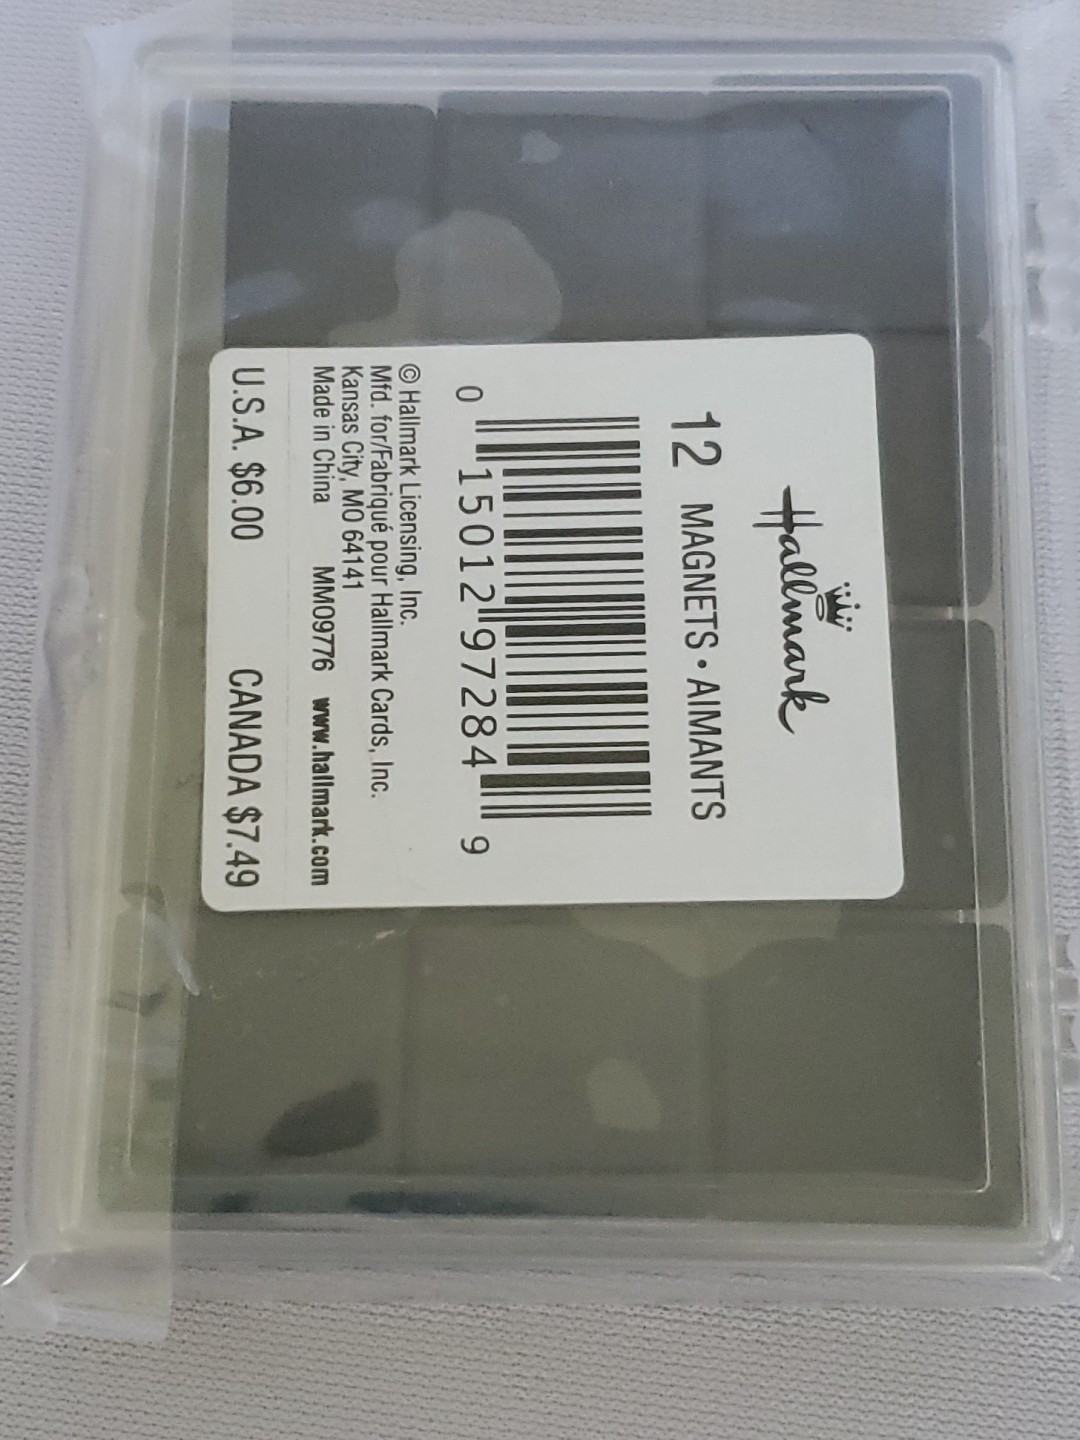 Hallmark
12 MAGNETS • AIMANTS
0 15012 97284 9
© Hallmark Licensing, Inc.
Mfd. for/Fabriqué pour Hallmark Cards, Inc.
Kansas City, MO 64141
Made in China MMO9776 www.hallmark.com
U.S.A. $6.00 CANADA $7.49